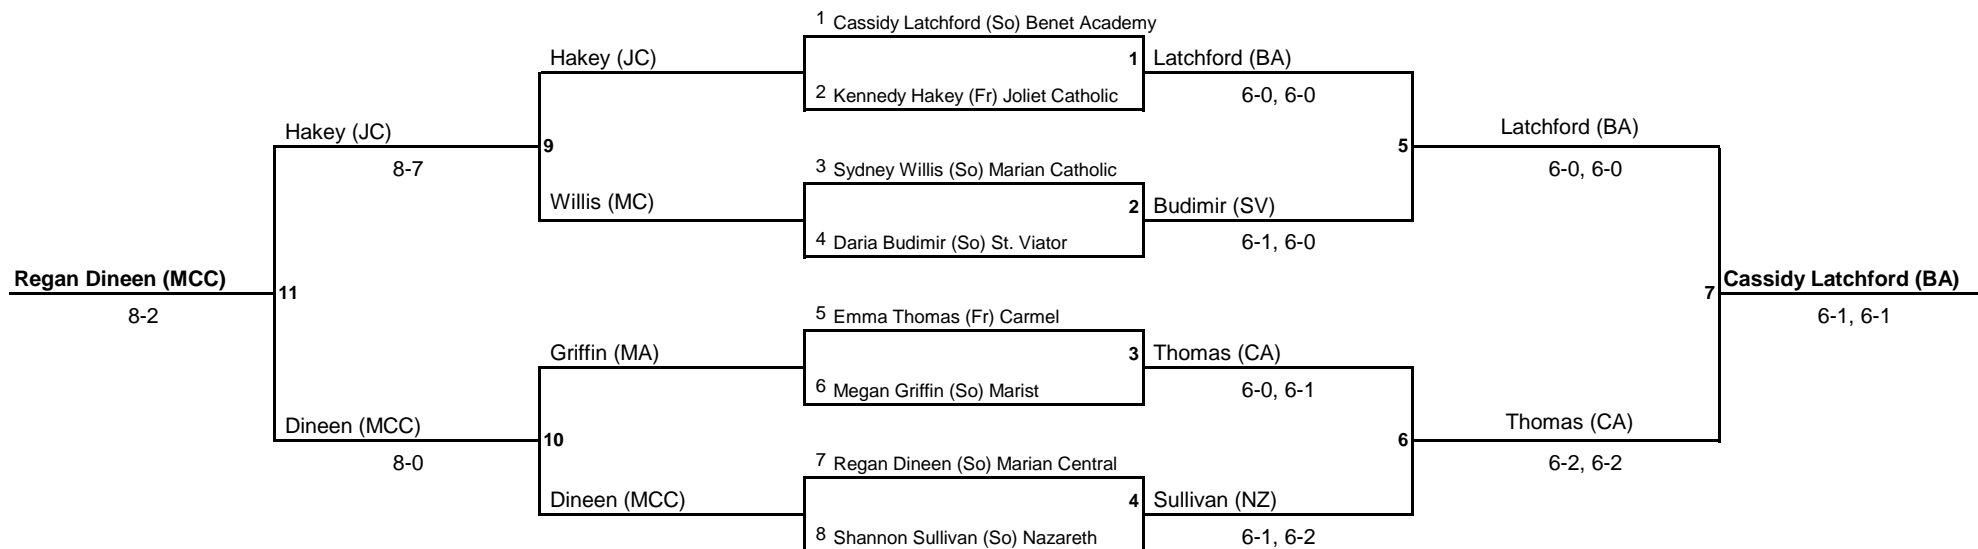 1 Cassidy Latchford (So) Benet Academy
Hakey (JC)
1 Latchford (BA)
2 Kennedy Hakey (Fr) Joliet Catholic
6-0, 6-0
Hakey (JC)
Latchford (BA)
9
5
8-7
3 Sydney Willis (So) Marian Catholic
6-0, 6-0
Willis (MC)
2 Budimir (SV)
4 Daria Budimir (So) St. Viator
6-1, 6-0
Regan Dineen (MCC)
11
7 Cassidy Latchford (BA)
8-2
5 Emma Thomas (Fr) Carmel
6-1, 6-1
Griffin (MA)
3 Thomas (CA)
6 Megan Griffin (So) Marist
6-0, 6-1
Dineen (MCC)
Thomas (CA)
10
6
8-0
7 Regan Dineen (So) Marian Central
6-2, 6-2
Dineen (MCC)
4 Sullivan (NZ)
8 Shannon Sullivan (So) Nazareth
6-1, 6-2